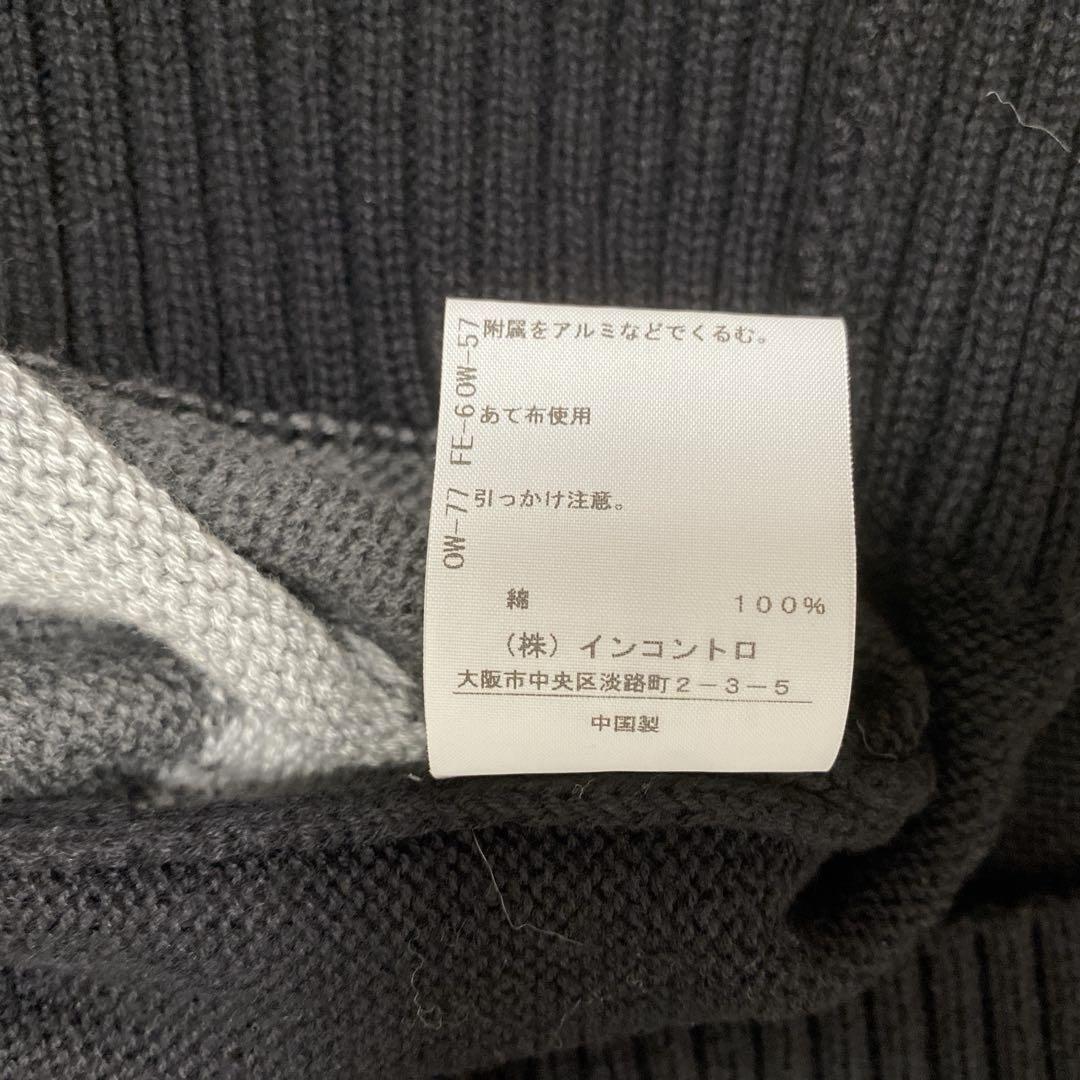 附属をアルミなどでくるむ。
あて布使用
引っかけ注意。
OW-77 FE-6OW-57
綿 100%
（株）インコントロ
大阪市中央区淡路町2－3－5
中国製